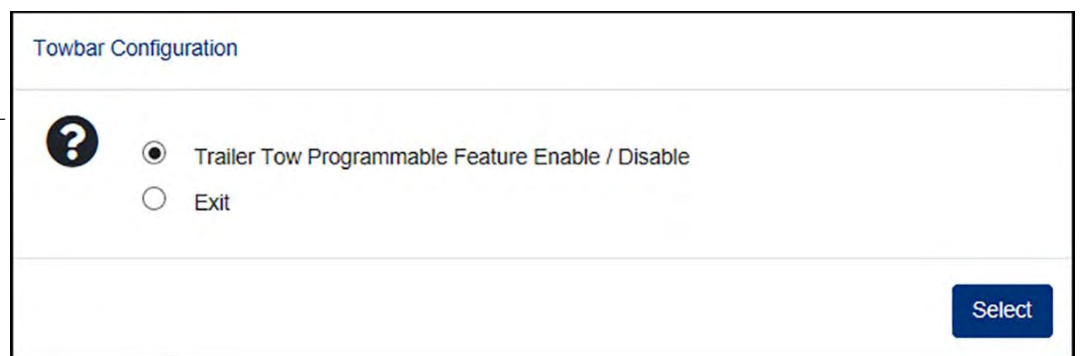 Towbar Configuration
Trailer Tow Programmable Feature Enable / Disable
Exit
Select